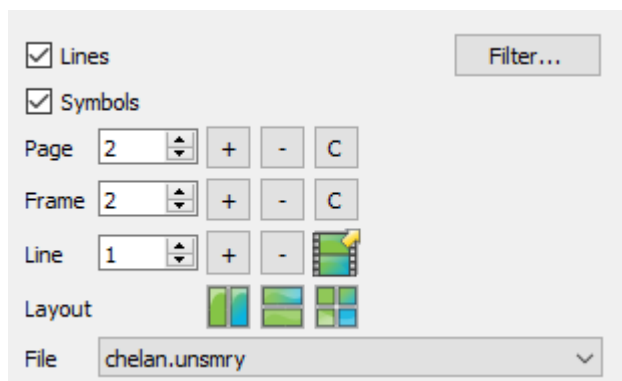 Lines Filter...
Symbols
Page 2 + - C
Frame 2 + - C
Line 1 + -
Layout
File chelan.unsmry